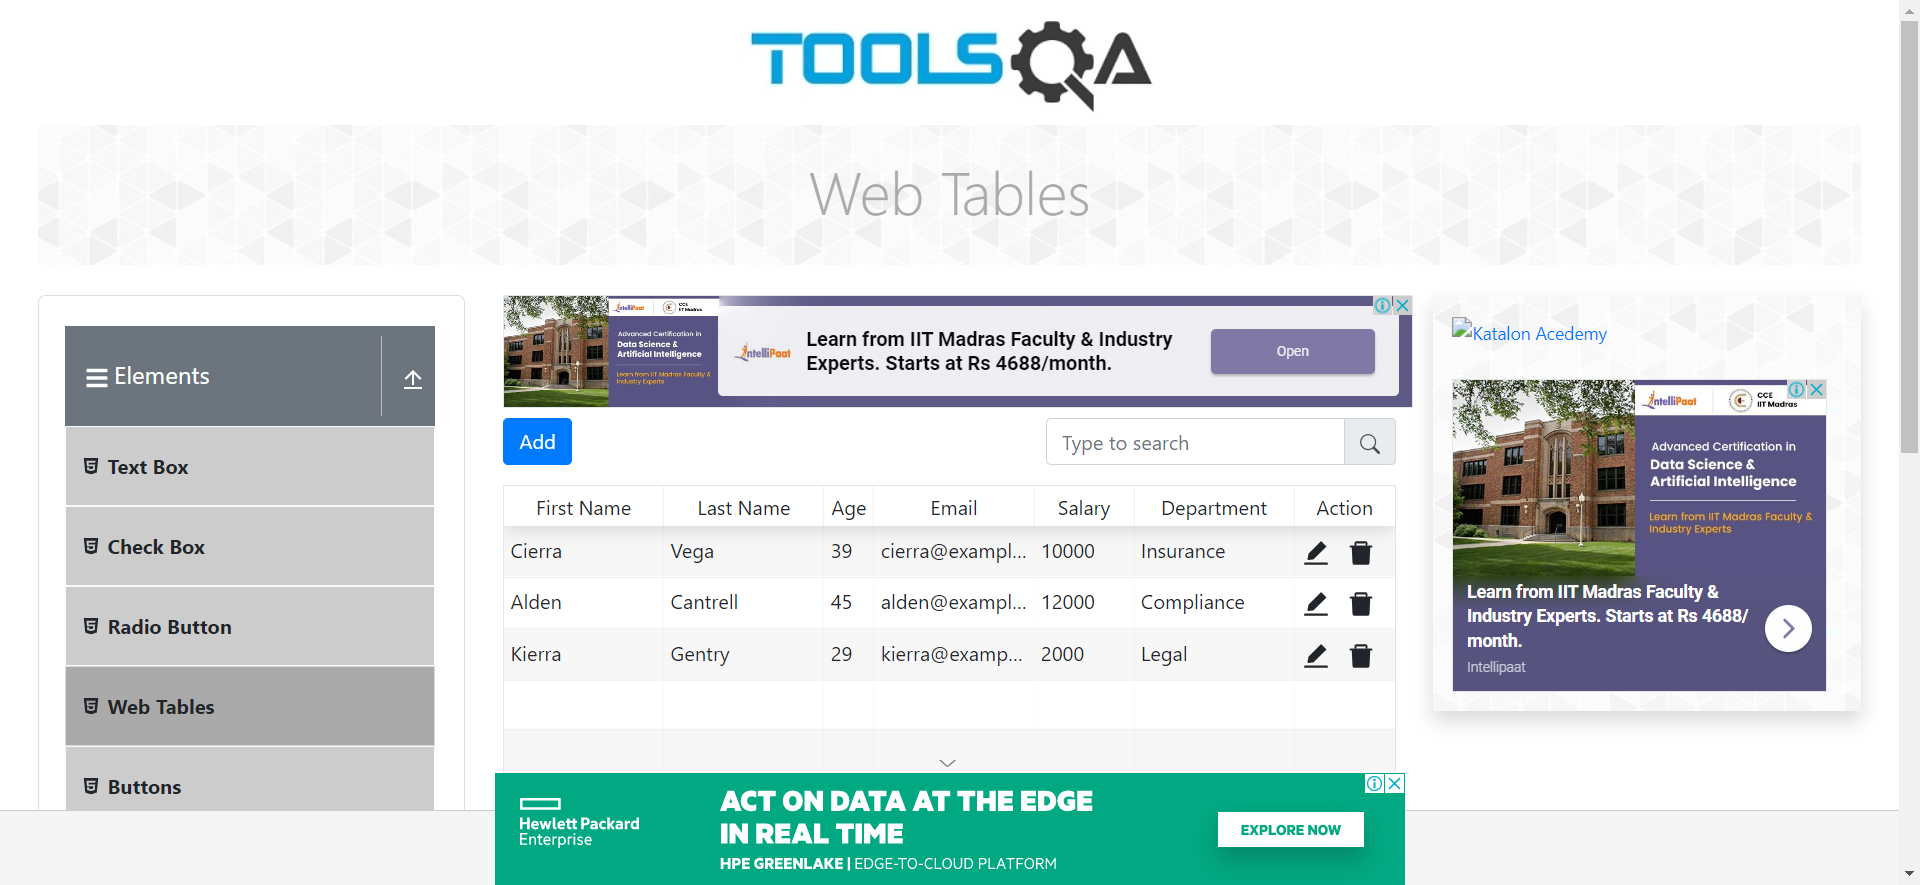 TOOLSQA
Web Tables
Elements
Text Box
Check Box
Radio Button
Web Tables
Buttons
IntelliPaat
CCE
IIT Madras
Advanced Certification in
Data Science &
Artificial Intelligence
Learn from IIT Madras Faculty &
Industry Experts
IntelliPaat
Learn from IIT Madras Faculty & Industry
Experts. Starts at Rs 4688/month.
Open
Add
Type to search
First Name Last Name Age Email Salary Department Action
Cierra Vega 39 cierra@exampl... 10000 Insurance
Alden Cantrell 45 alden@exampl... 12000 Compliance
Kierra Gentry 29 kierra@examp... 2000 Legal
Katalon Acedemy
IntelliPaat
CCE
IIT Madras
Advanced Certification in
Data Science &
Artificial Intelligence
Learn from IIT Madras Faculty &
Industry Experts
Learn from IIT Madras Faculty &
Industry Experts. Starts at Rs 4688/
month.
Intellipaat
Hewlett Packard
Enterprise
ACT ON DATA AT THE EDGE
IN REAL TIME
HPE GREENLAKE | EDGE-TO-CLOUD PLATFORM
EXPLORE NOW